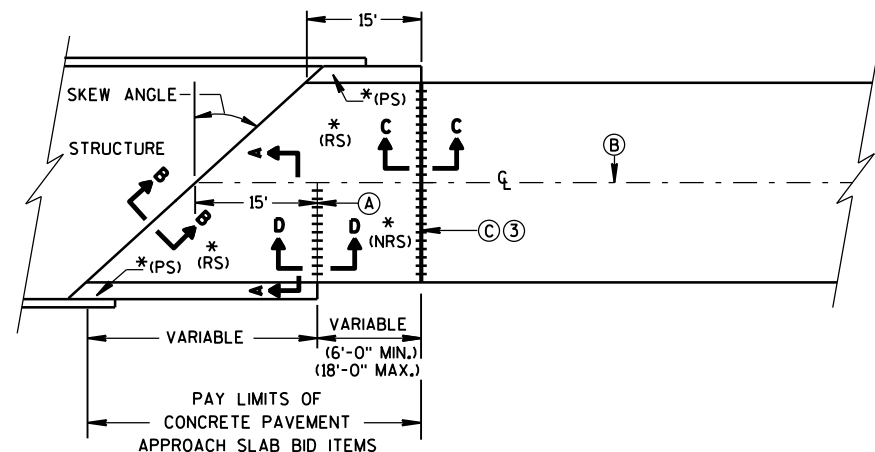 15'
SKEW ANGLE
*(PS)
*
(RS)
C C
STRUCTURE
A
B
℄
B
15'
A
B
D D
*
(NRS)
*
(RS)
C 3
*(PS)
A
VARIABLE
VARIABLE
(6'-0" MIN.)
(18'-0" MAX.)
PAY LIMITS OF
CONCRETE PAVEMENT
APPROACH SLAB BID ITEMS